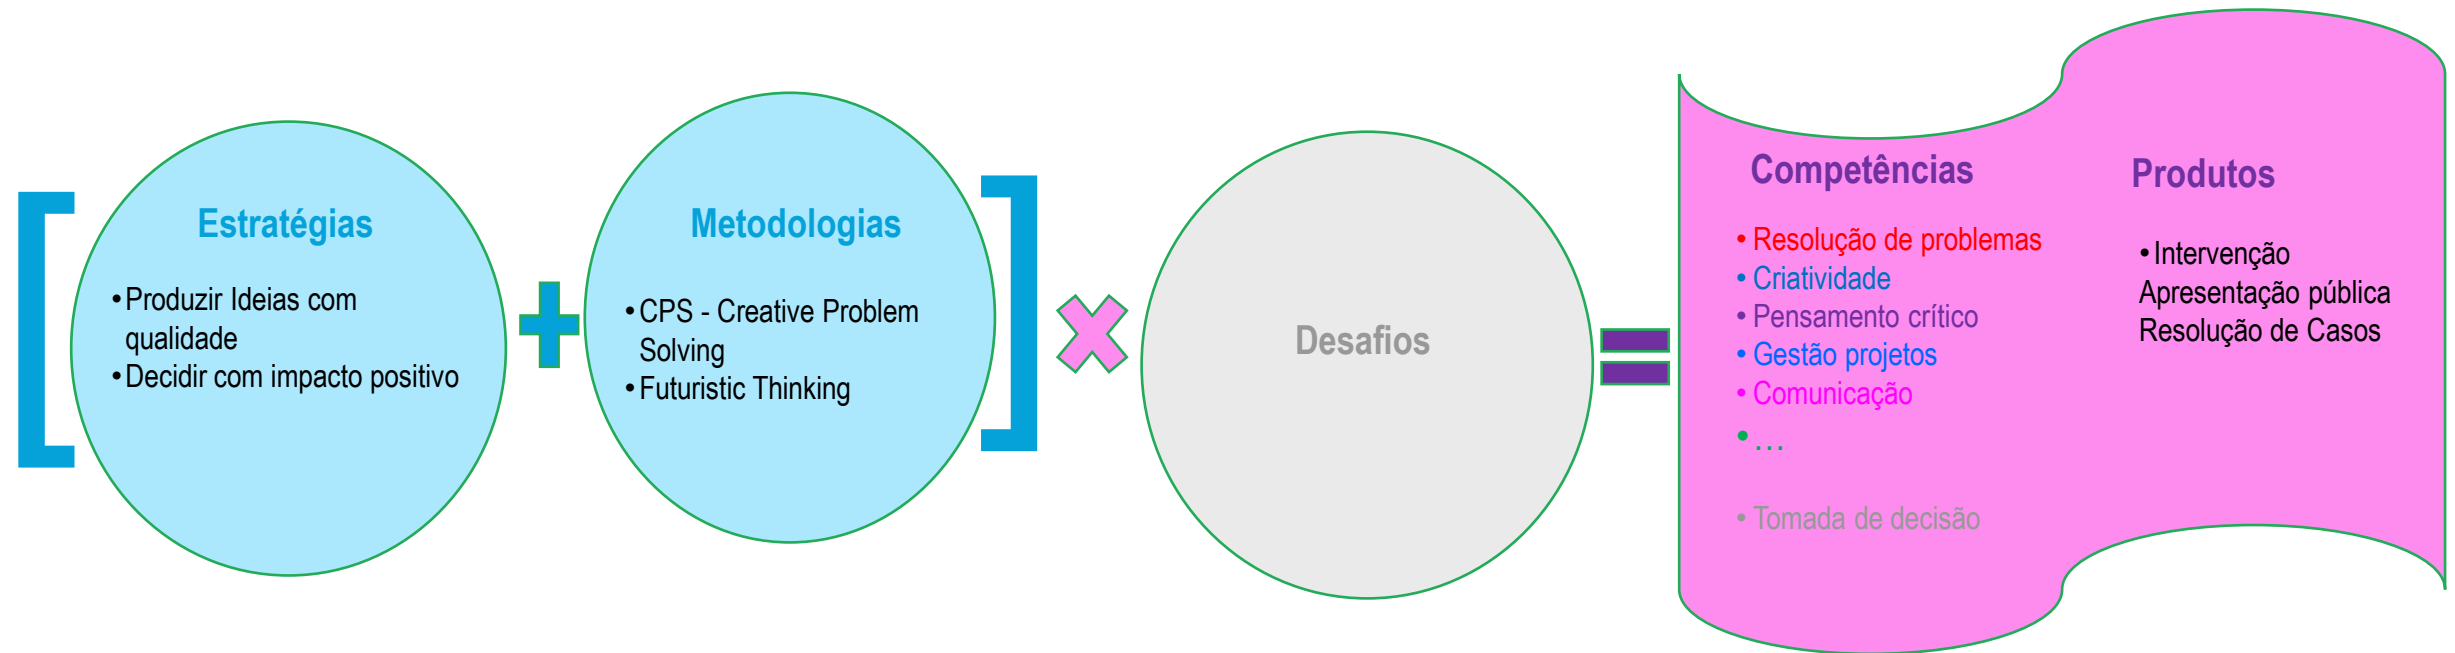 Estratégias
•Produzir Ideias com
qualidade
•Decidir com impacto positivo
Metodologias
•CPS - Creative Problem
Solving
•Futuristic Thinking
Desafios
Competências
• Resolução de problemas
• Criatividade
• Pensamento crítico
• Gestão projetos
• Comunicação
•…
• Tomada de decisão
Produtos
•Intervenção
Apresentação pública
Resolução de Casos